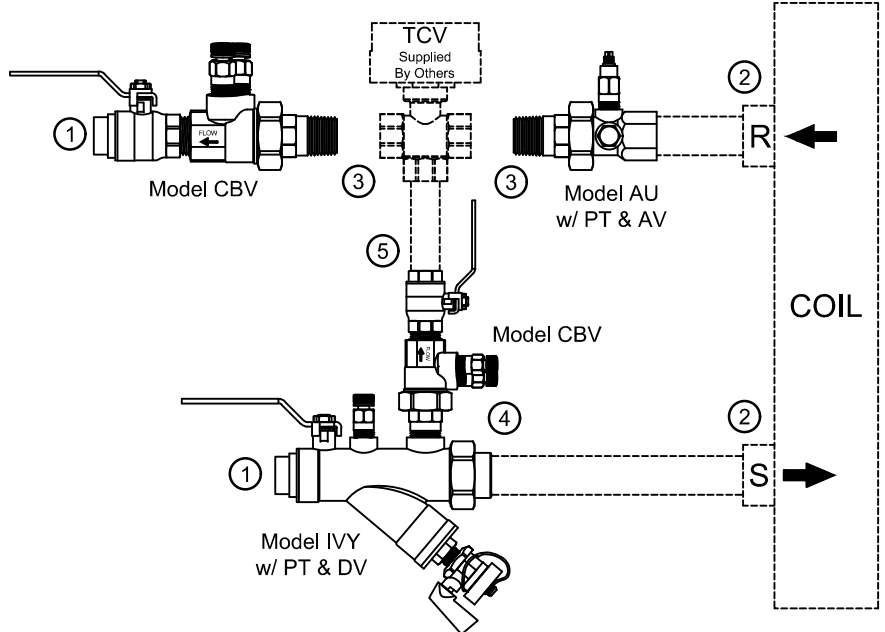 TCV
Supplied
By Others
2
1
FLOW
R
Model CBV
3
3
Model AU
w/ PT & AV
5
COIL
Model CBV
FLOW
4
2
1
S
Model IVY
w/ PT & DV